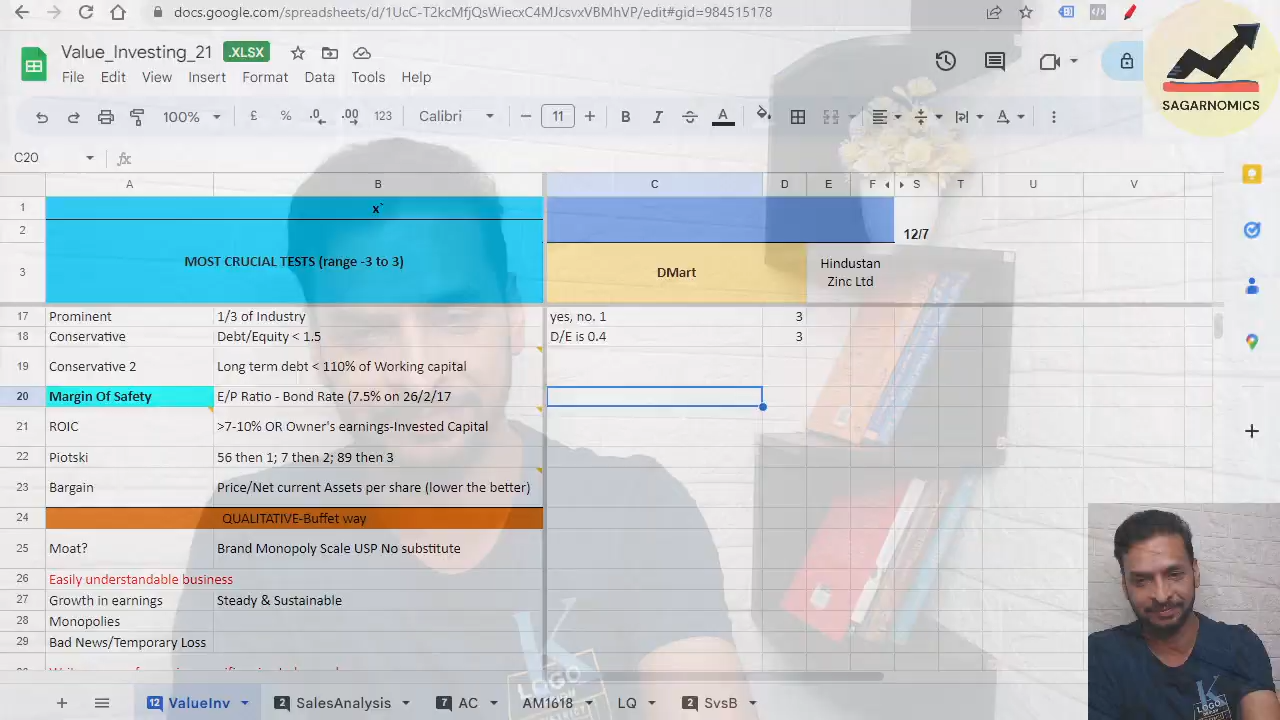 docs.google.com/spreadsheets/d/1UcC-T2kcMfjQsWiecxC4MJcsvxVBMhVP/edit#gid=984515178
Value_Investing_21 .XLSX
File Edit View Insert Format Data Tools Help
SAGARNOMICS
100% £ % .0 .00 123 Calibri 11 B I S A
C20 fx
A B C D E F S T U V
1 x`
2 12/7
3 MOST CRUCIAL TESTS (range -3 to 3) DMart Hindustan
Zinc Ltd
17 Prominent 1/3 of Industry yes, no. 1 3
18 Conservative Debt/Equity < 1.5 D/E is 0.4 3
19 Conservative 2 Long term debt < 110% of Working capital
20 Margin Of Safety E/P Ratio - Bond Rate (7.5% on 26/2/17
21 ROIC >7-10% OR Owner's earnings-Invested Capital
22 Piotski 56 then 1; 7 then 2; 89 then 3
23 Bargain Price/Net current Assets per share (lower the better)
24 QUALITATIVE-Buffet way
25 Moat? Brand Monopoly Scale USP No substitute
26 Easily understandable business
27 Growth in earnings Steady & Sustainable
28 Monopolies
29 Bad News/Temporary Loss
K
LOGO
K
LOGO
12 ValueInv 2 SalesAnalysis 7 AC AM1618 LQ 2 SvsB